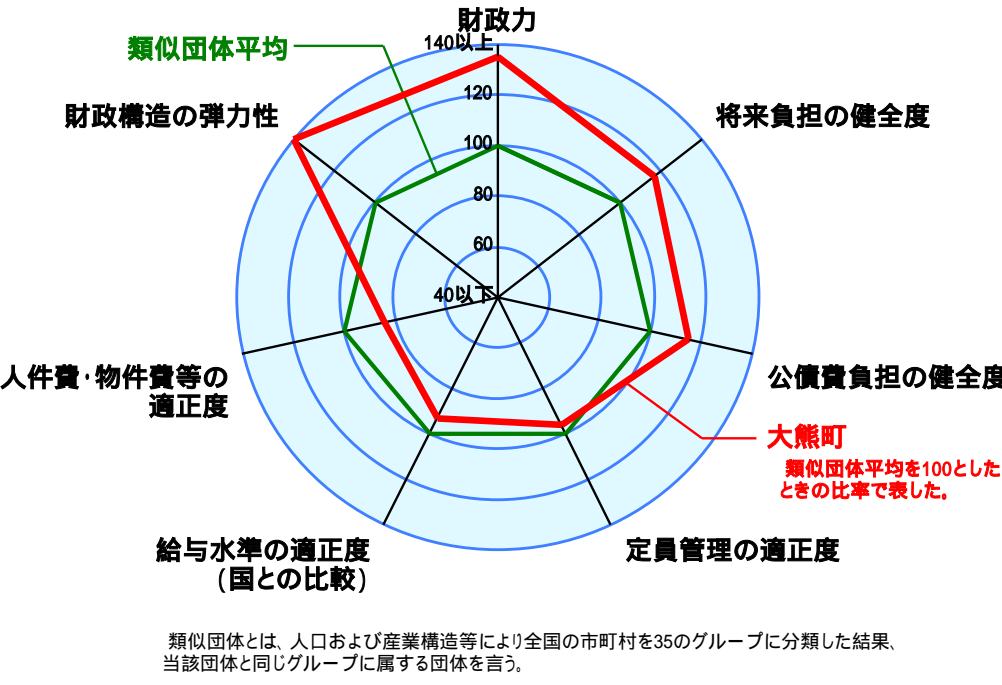 財政力
140以上
類似団体平均
120
財政構造の弾力性
将来負担の健全度
100
80
60
40以下
人件費・物件費等の
適正度
公債費負担の健全度
大熊町
類似団体平均を100とした
ときの比率で表した。
給与水準の適正度
(国との比較)
定員管理の適正度
類似団体とは、人口および産業構造等により全国の市町村を35のグループに分類した結果、
当該団体と同じグループに属する団体を言う。